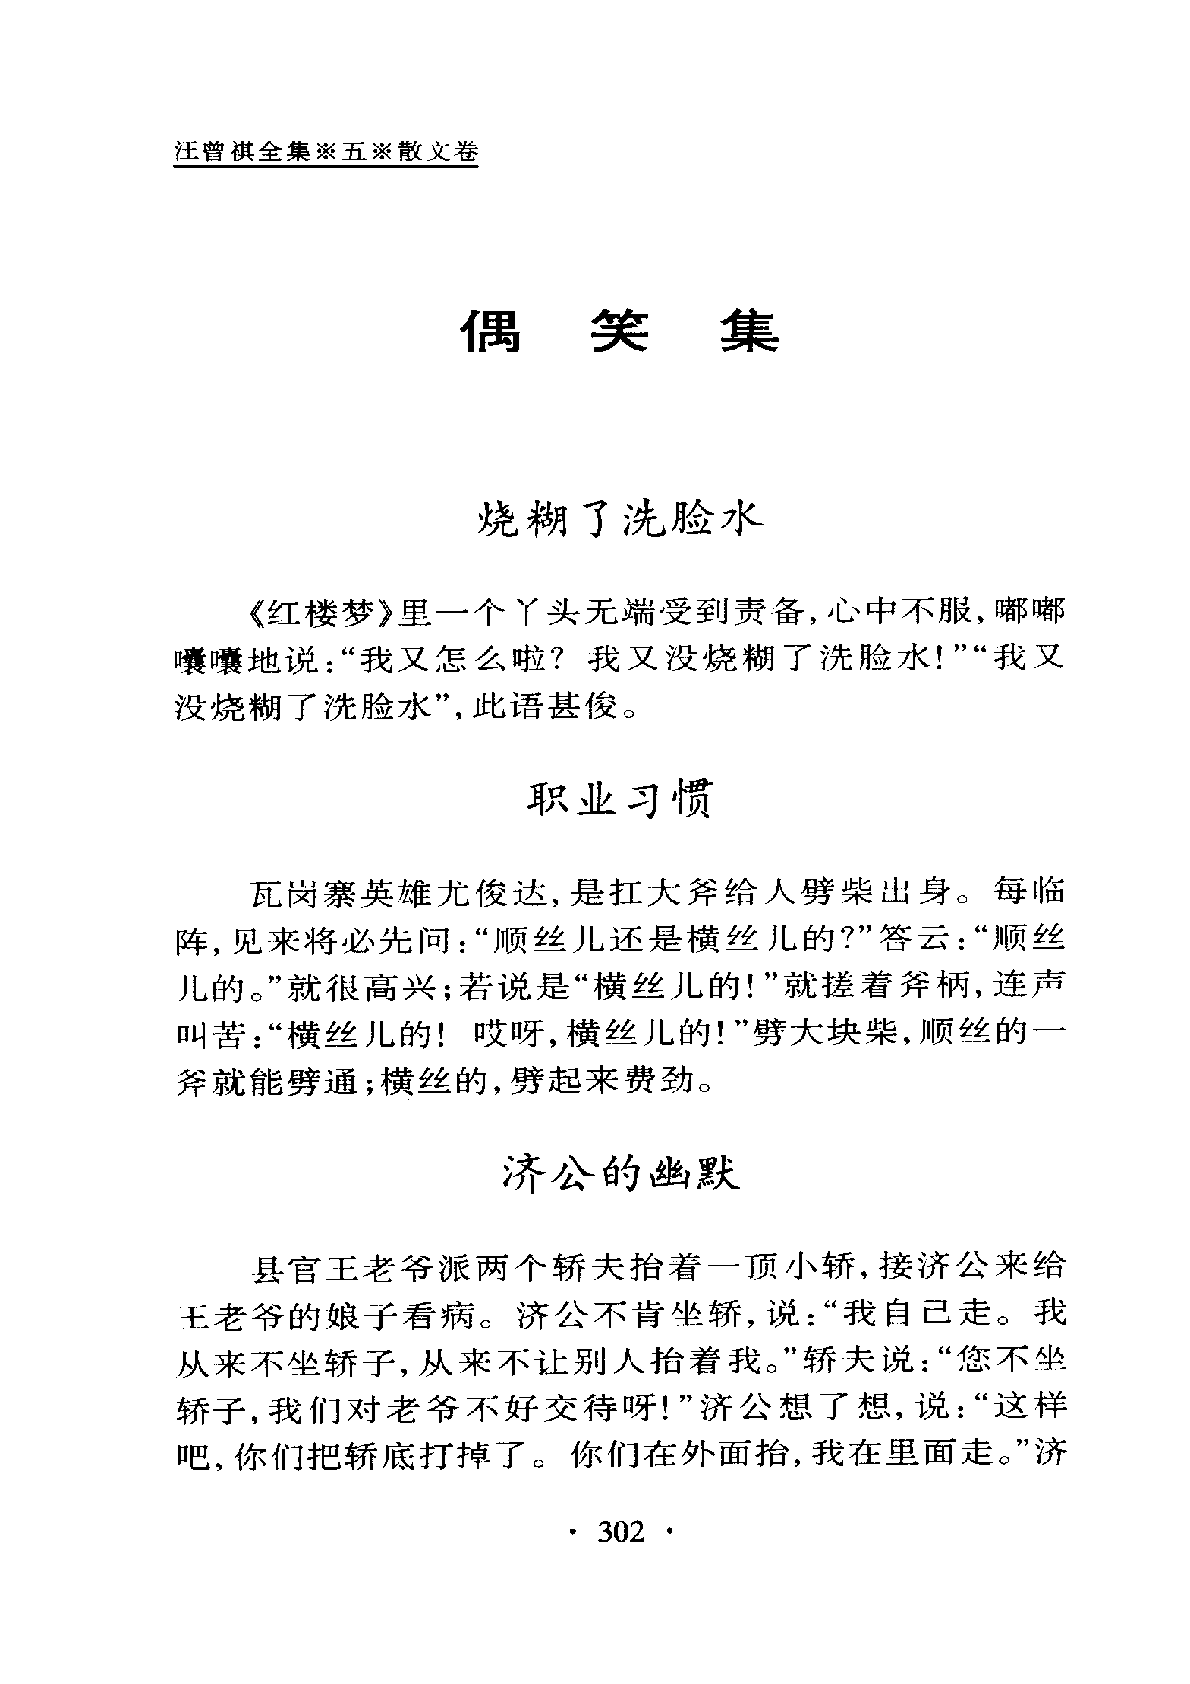 汪曾祺全集※五※散文卷
偶 笑 集
烧糊了洗脸水
《红楼梦》里一个丫头无端受到责备,心中不服,嘟嘟
囔囔地说:“我又怎么啦? 我又没烧糊了洗脸水!”“我又
没烧糊了洗脸水”,此语甚俊。
职业习惯
瓦岗寨英雄尤俊达,是扛大斧给人劈柴出身。每临
阵,见来将必先问:“顺丝儿还是横丝儿的?”答云:“顺丝
儿的。”就很高兴;若说是“横丝儿的!”就搓着斧柄,连声
叫苦:“横丝儿的! 哎呀,横丝儿的!”劈大块柴,顺丝的一
斧就能劈通;横丝的,劈起来费劲。
济公的幽默
县官王老爷派两个轿夫抬着一顶小轿,接济公来给
王老爷的娘子看病。济公不肯坐轿,说:“我自己走。我
从来不坐轿子,从来不让别人抬着我。”轿夫说:“您不坐
轿子,我们对老爷不好交待呀!”济公想了想,说:“这样
吧,你们把轿底打掉了。你们在外面抬,我在里面走。”济
· 302 ·